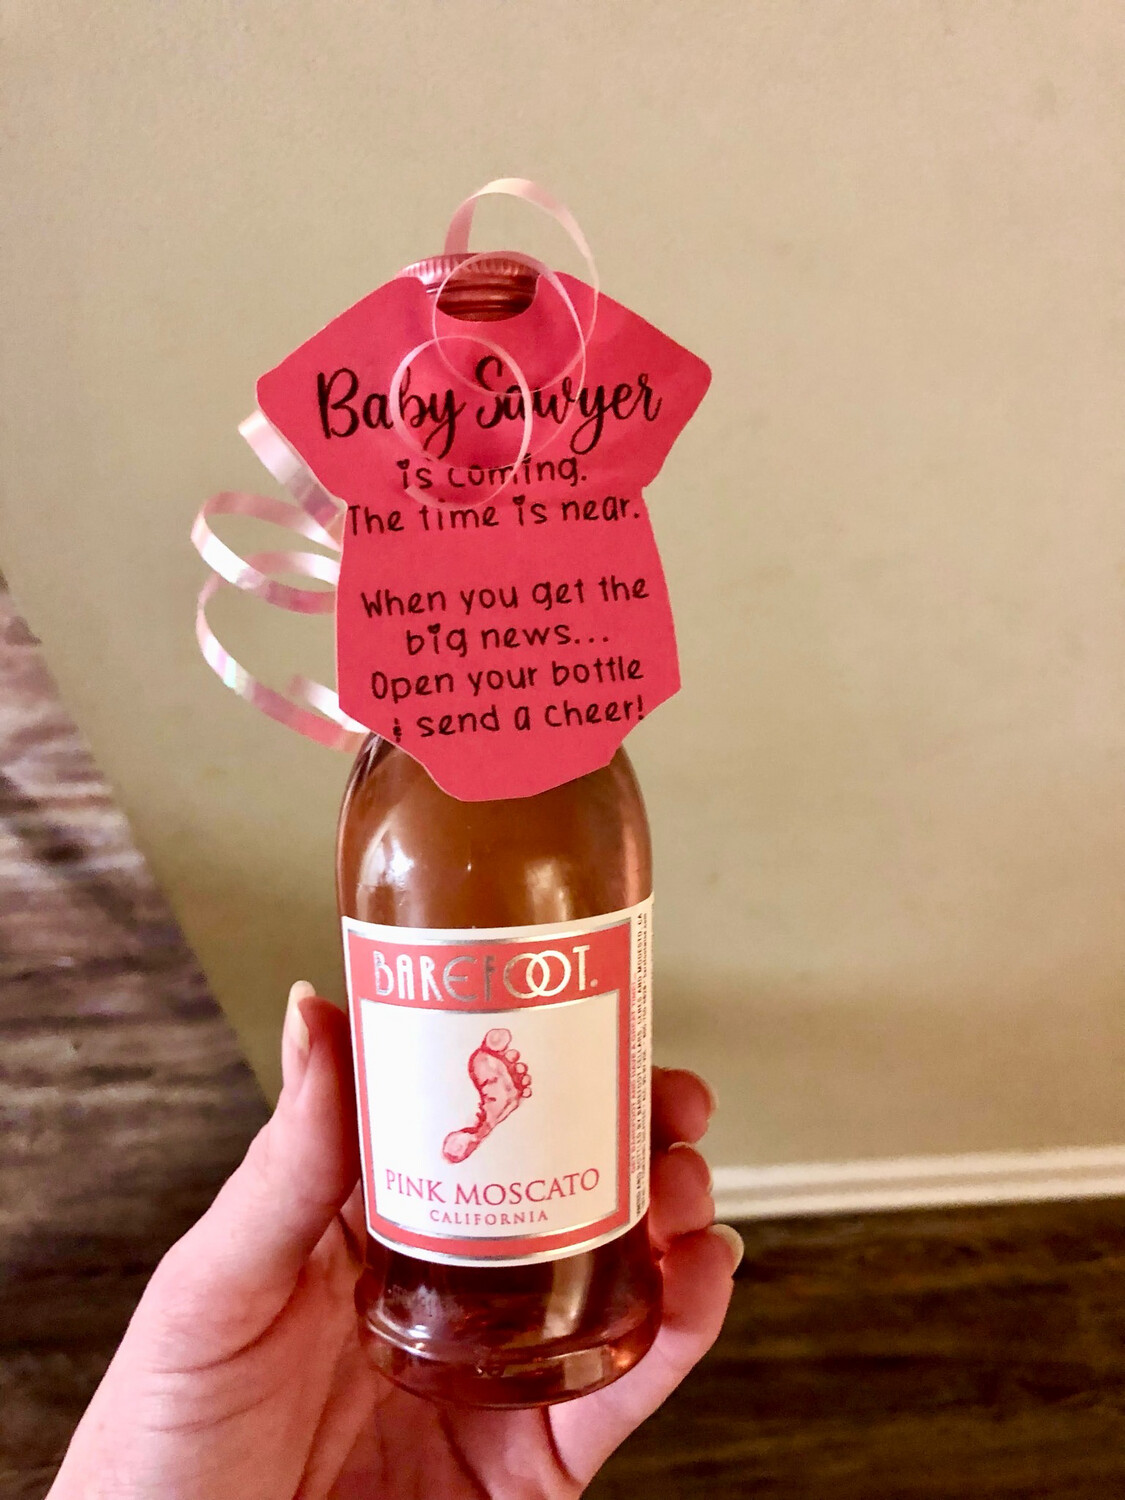 Baby Sawyer
is coming.
The time is near.
When you get the
big news...
Open your bottle
& send a cheer!
BAREFOOT.
PINK MOSCATO
CALIFORNIA